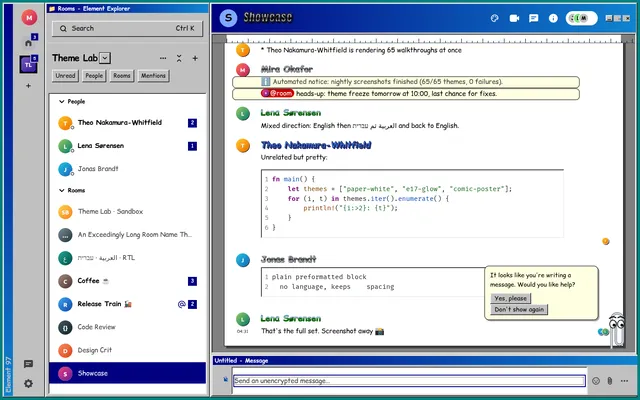 Rooms - Element Explorer
M
3
TL
5
Element 97
Search
Ctrl K
Theme Lab
Unread
People
Rooms
Mentions
People
T
Theo Nakamura-Whitfield
2
L
Lena Sørensen
1
J
Jonas Brandt
Rooms
SB
Theme Lab · Sandbox
An Exceedingly Long Room Name Th...
עברית · العربية · RTL
C
Coffee ☕
3
R
Release Train 🚂
@
2
{}
Code Review
D
Design Crit
S
Showcase
S
Showcase
T
* Theo Nakamura-Whitfield is rendering 65 walkthroughs at once
M
Mira Okafor
ℹ️ Automated notice: nightly screenshots finished (65/65 themes, 0 failures).
@room heads-up: theme freeze tomorrow at 10:00, last chance for fixes.
L
Lena Sørensen
Mixed direction: English then العربية ثم עברית and back to English.
T
Theo Nakamura-Whitfield
Unrelated but pretty:
1 fn main() {
2     let themes = ["paper-white", "e17-glow", "comic-poster"];
3     for (i, t) in themes.iter().enumerate() {
4         println!("{i:>2}: {t}");
5     }
6 }
J
Jonas Brandt
1 plain preformatted block
2   no language, keeps    spacing
L
Lena Sørensen
04:31
That's the full set. Screenshot away 📸
It looks like you're writing a
message. Would you like help?
Yes, please
Don't show again
Untitled - Message
Send an unencrypted message...